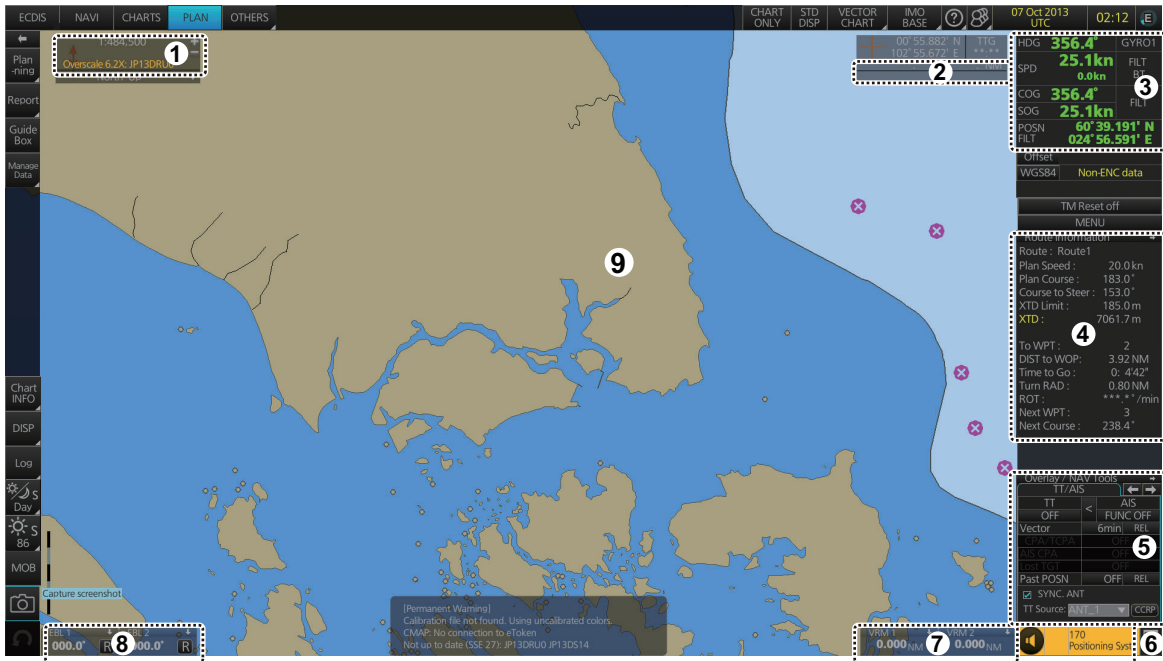 ECDIS NAVI CHARTS PLAN OTHERS
CHART ONLY STD DISP VECTOR CHART IMO BASE ? 07 Oct 2013 UTC 02:12 E
Plan -ning
Report
Guide Box
Manage Data
Chart INFO
DISP
Log
S
Day
S
86
MOB
Capture screenshot
1:484,500 + −
1
Overscale 6.2X: JP13DRU0
00°55.882' N TTG
102°55.672' E **:**
NM
2
HDG 356.4° GYRO1
SPD 25.1kn FILT
0.0kn BT
3
COG 356.4°
FILT
SOG 25.1kn
POSN 60°39.191' N
FILT 024°56.591' E
Offset
WGS84 Non-ENC data
TM Reset off
MENU
Route Information
Route : Route1
Plan Speed : 20.0 kn
Plan Course : 183.0°
Course to Steer : 153.0°
XTD Limit : 185.0 m
XTD : 7061.7 m
4
To WPT : 2
DIST to WOP: 3.92 NM
Time to Go : 0: 4'42"
Turn RAD : 0.80 NM
ROT : ***.*°/min
Next WPT : 3
Next Course : 238.4°
Overlay / NAV Tools
TT/AIS
TT < AIS
OFF FUNC OFF
Vector 6min REL
CPA/TCPA OFF
5
AIS CPA OFF
Lost TGT OFF
Past POSN OFF REL
SYNC. ANT
TT Source: ANT_1 CCRP
170
Positioning Syst
6
9
[Permanent Warning]
Calibration file not found. Using uncalibrated colors.
CMAP: No connection to eToken
Not up to date (SSE 27): JP13DRU0 JP13DS14
EBL 1 EBL 2
000.0° R 8 000.0° R
VRM 1 VRM 2
0.000 NM 7 0.000 NM